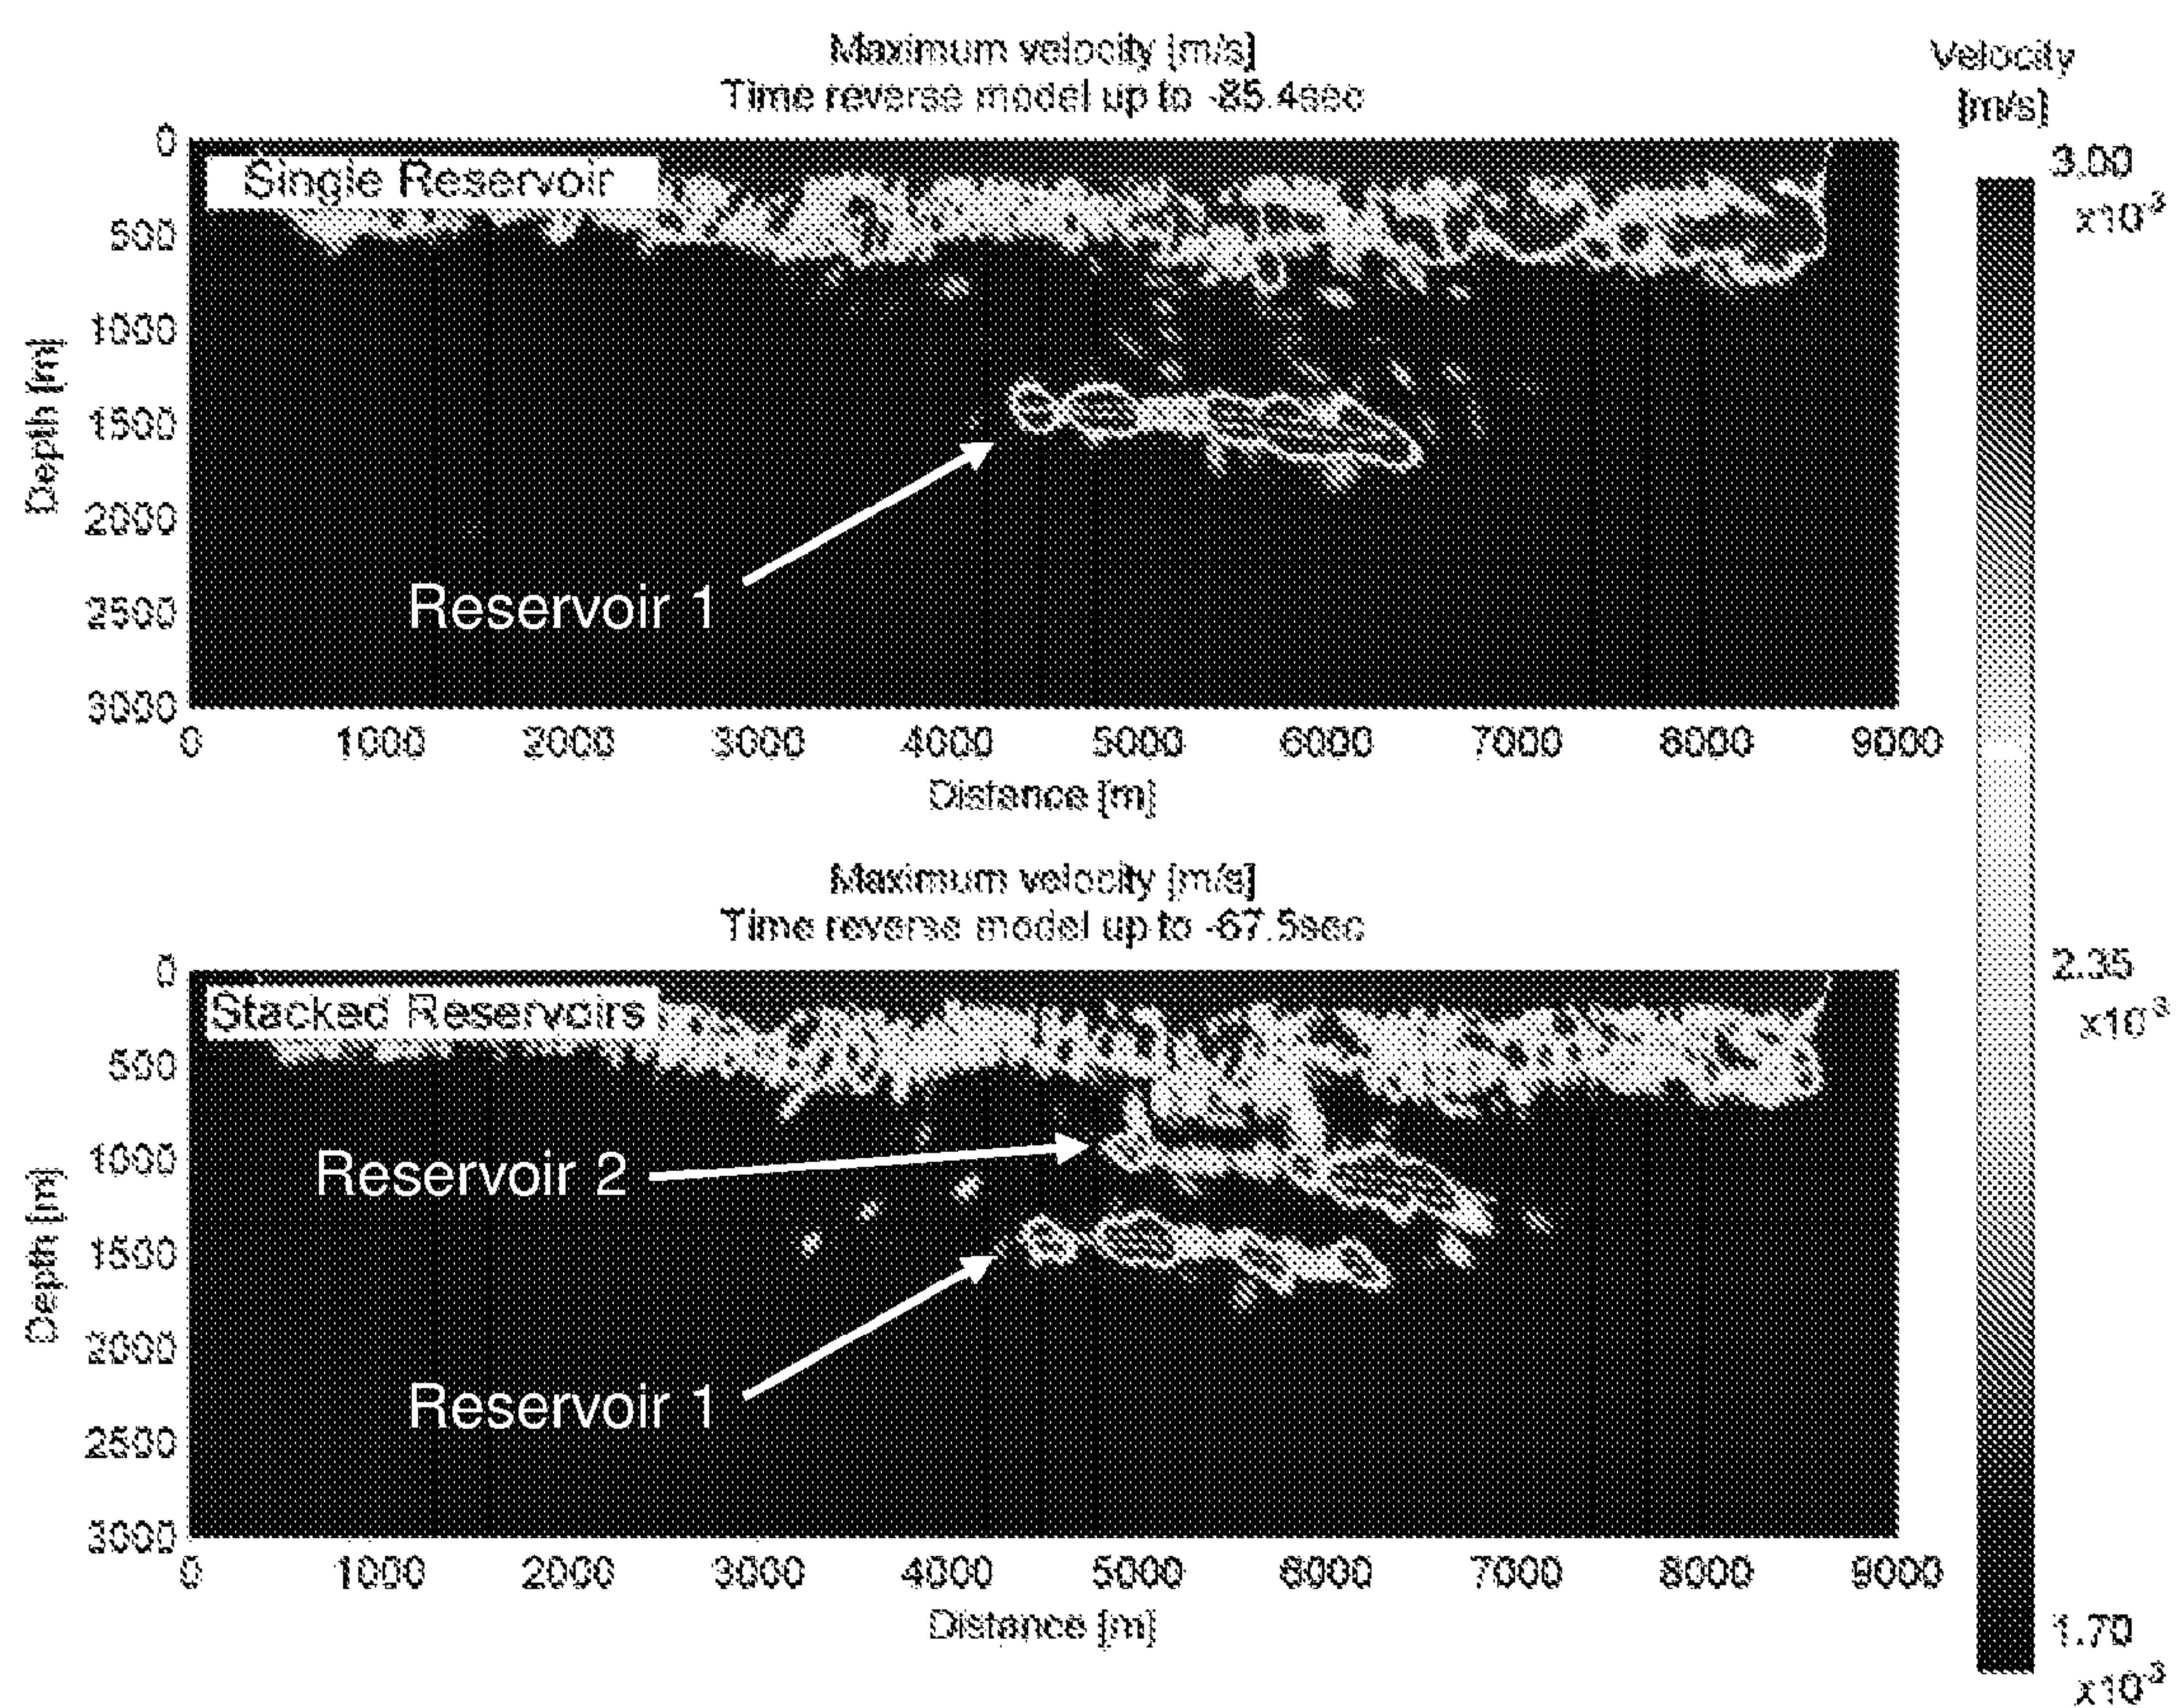 Maximum velocity [m/s]
Time reverse model up to -85.4sec
Velocity
[m/s]
Single Reservoir
Reservoir 1
Depth [m]
0
500
1000
1500
2000
2500
3000
0 1000 2000 3000 4000 5000 6000 7000 8000 9000
Distance [m]
3.00
x10-3
2.35
x10-3
1.70
x10-3
Maximum velocity [m/s]
Time reverse model up to -67.5sec
Stacked Reservoirs
Reservoir 2
Reservoir 1
Depth [m]
0
500
1000
1500
2000
2500
3000
0 1000 2000 3000 4000 5000 6000 7000 8000 9000
Distance [m]